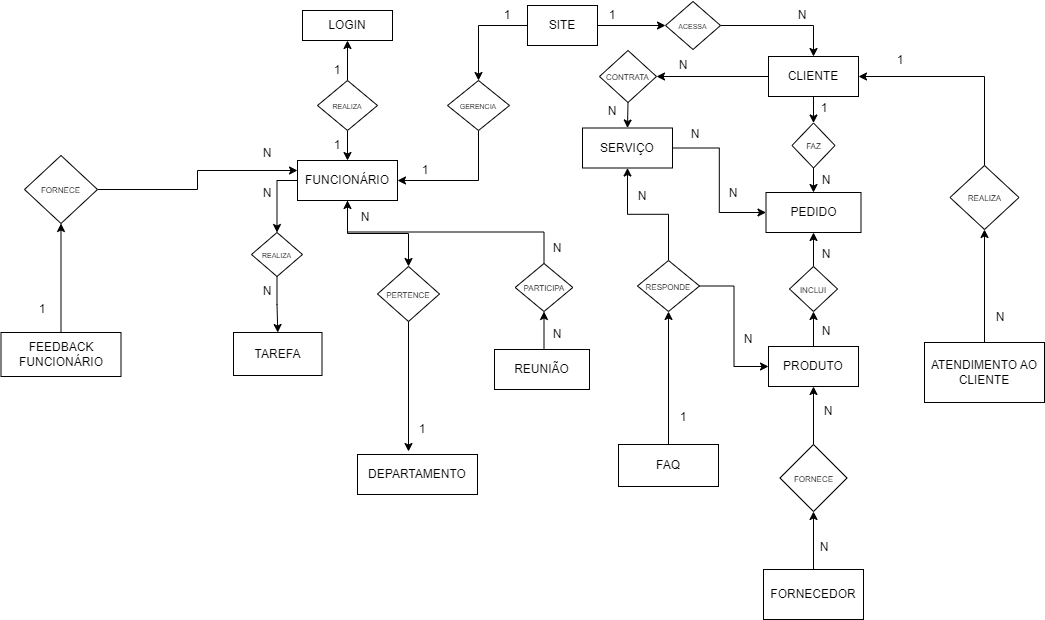 LOGIN
1
SITE
1
ACESSA
N
1
REALIZA
1
GERENCIA
1
CONTRATA
N
N
CLIENTE
1
1
FAZ
N
SERVIÇO
N
N
PEDIDO
REALIZA
N
FORNECE
N
FUNCIONÁRIO
N
REALIZA
N
TAREFA
N
PERTENCE
1
DEPARTAMENTO
N
PARTICIPA
N
REUNIÃO
1
FEEDBACK
FUNCIONÁRIO
N
RESPONDE
N
1
FAQ
N
INCLUI
N
PRODUTO
N
FORNECE
N
FORNECEDOR
N
ATENDIMENTO AO
CLIENTE